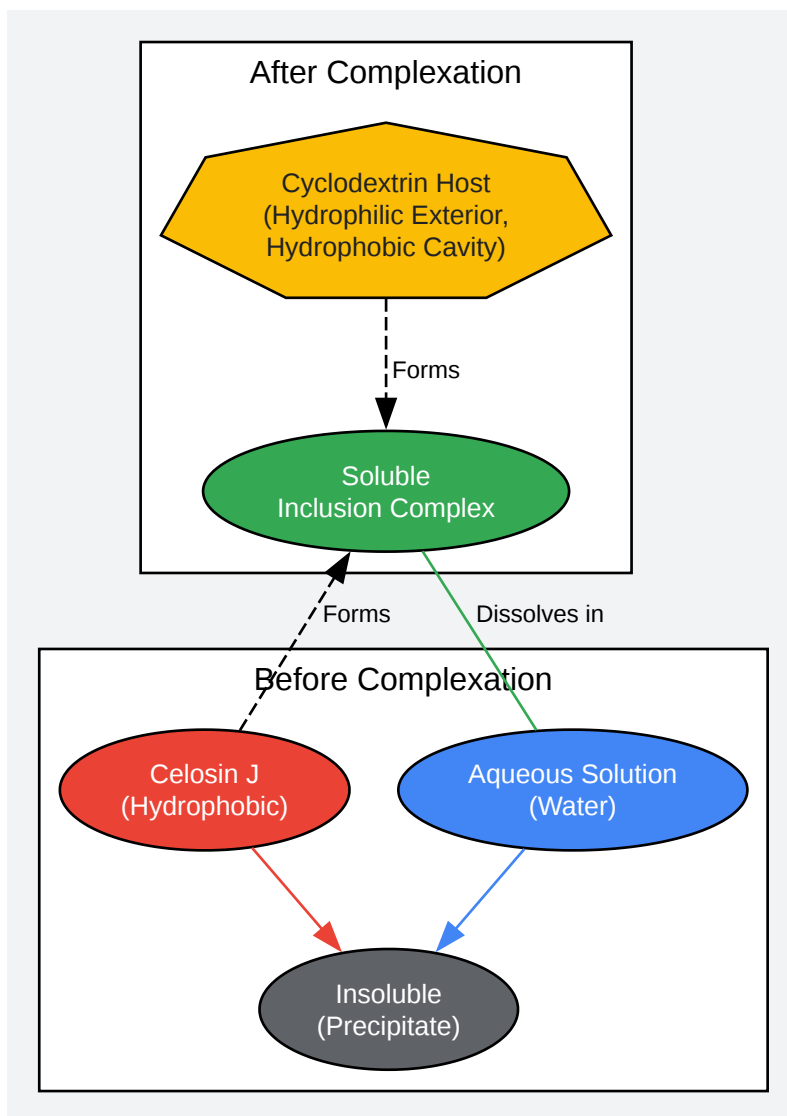 After Complexation
Cyclodextrin Host
(Hydrophilic Exterior,
Hydrophobic Cavity)
Forms
Soluble
Inclusion Complex
Forms
Dissolves in
Before Complexation
Celosin J
(Hydrophobic)
Aqueous Solution
(Water)
Insoluble
(Precipitate)